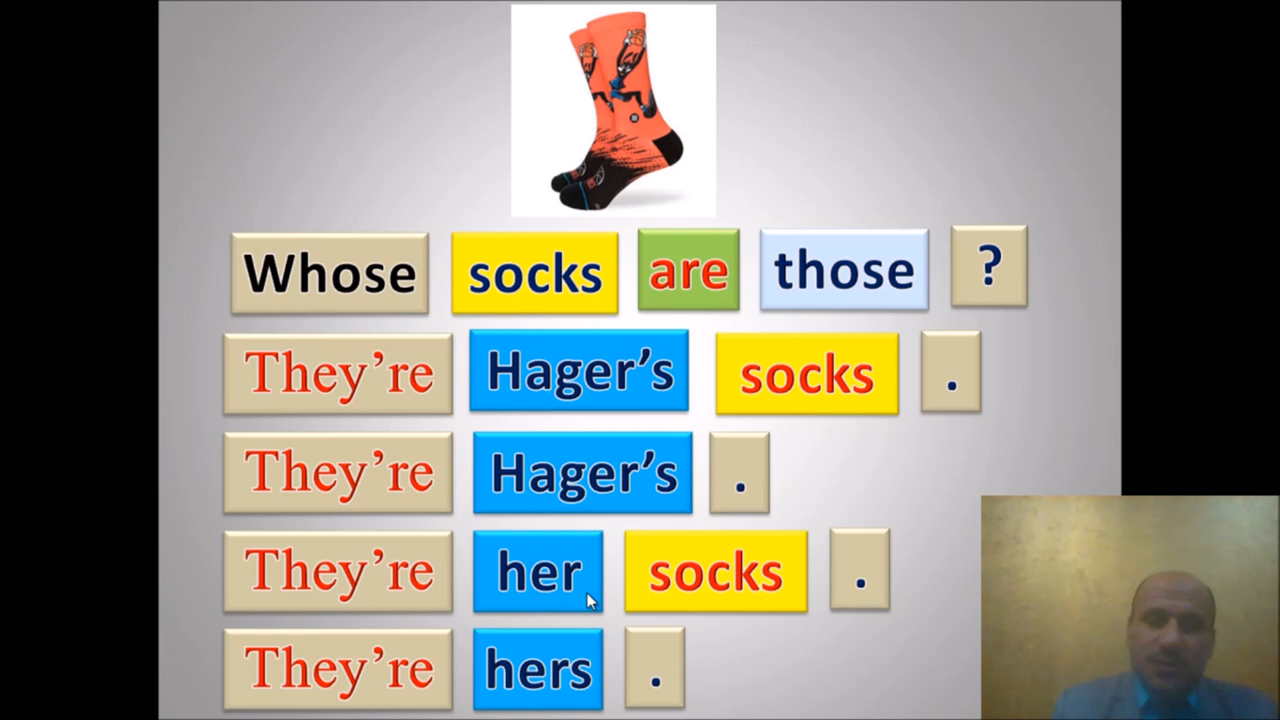 Whose socks are those ?
They’re Hager’s socks .
They’re Hager’s .
They’re her socks .
They’re hers .